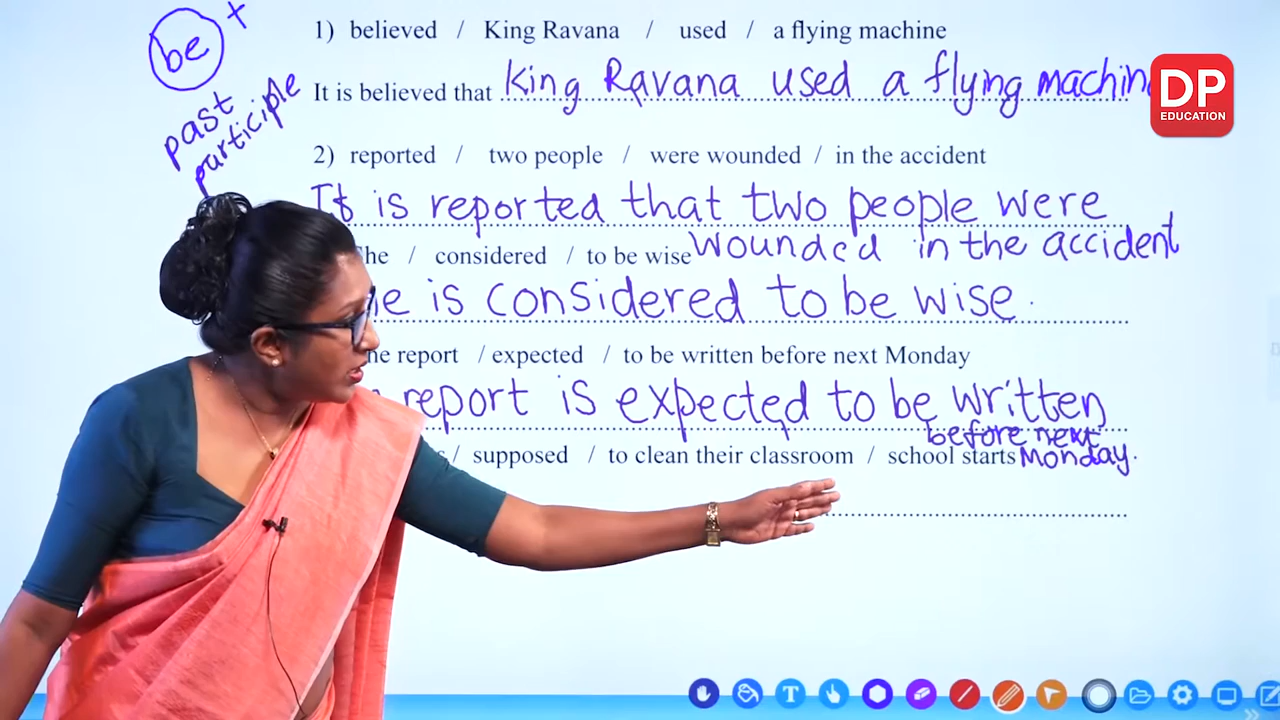 be +
past
participle
1) believed / King Ravana / used / a flying machine
It is believed that King Ravana used a flying machin
DP
EDUCATION
2) reported / two people / were wounded / in the accident
It is reported that two people were
wounded in the accident
he / considered / to be wise
he is considered to be wise.
he report / expected / to be written before next Monday
report is expected to be written
before next
Monday.
/ supposed / to clean their classroom / school starts